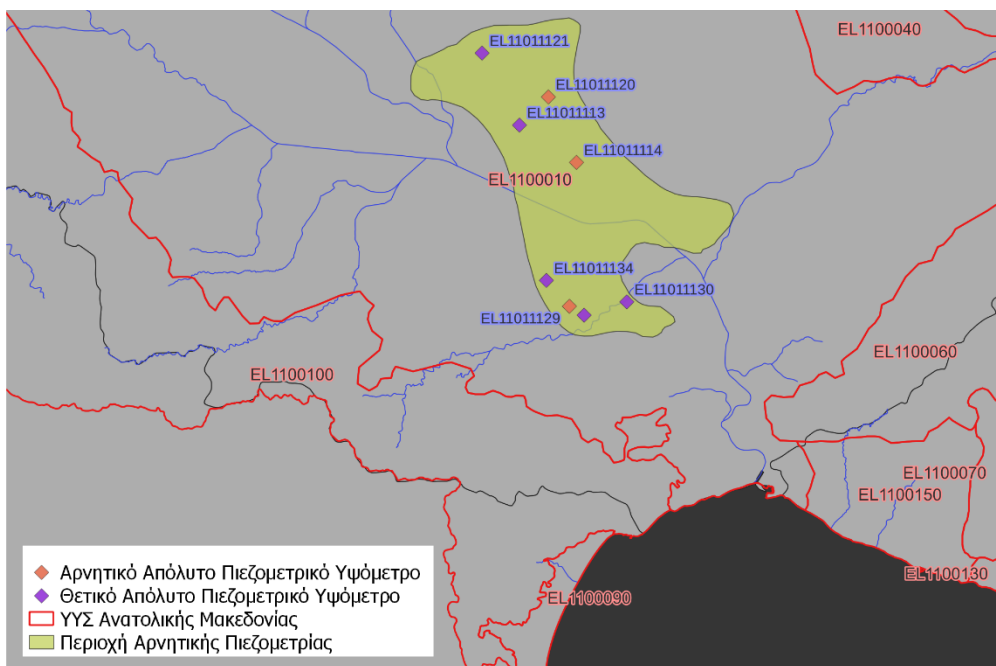 EL1100040
EL11011121
EL11011120
EL11011113
EL11011114
EL1100010
EL11011134
EL11011130
EL11011129
EL1100060
EL1100100
EL1100070
EL1100150
EL1100130
EL1100090
Αρνητικό Απόλυτο Πιεζομετρικό Υψόμετρο
Θετικό Απόλυτο Πιεζομετρικό Υψόμετρο
ΥΥΣ Ανατολικής Μακεδονίας
Περιοχή Αρνητικής Πιεζομετρίας